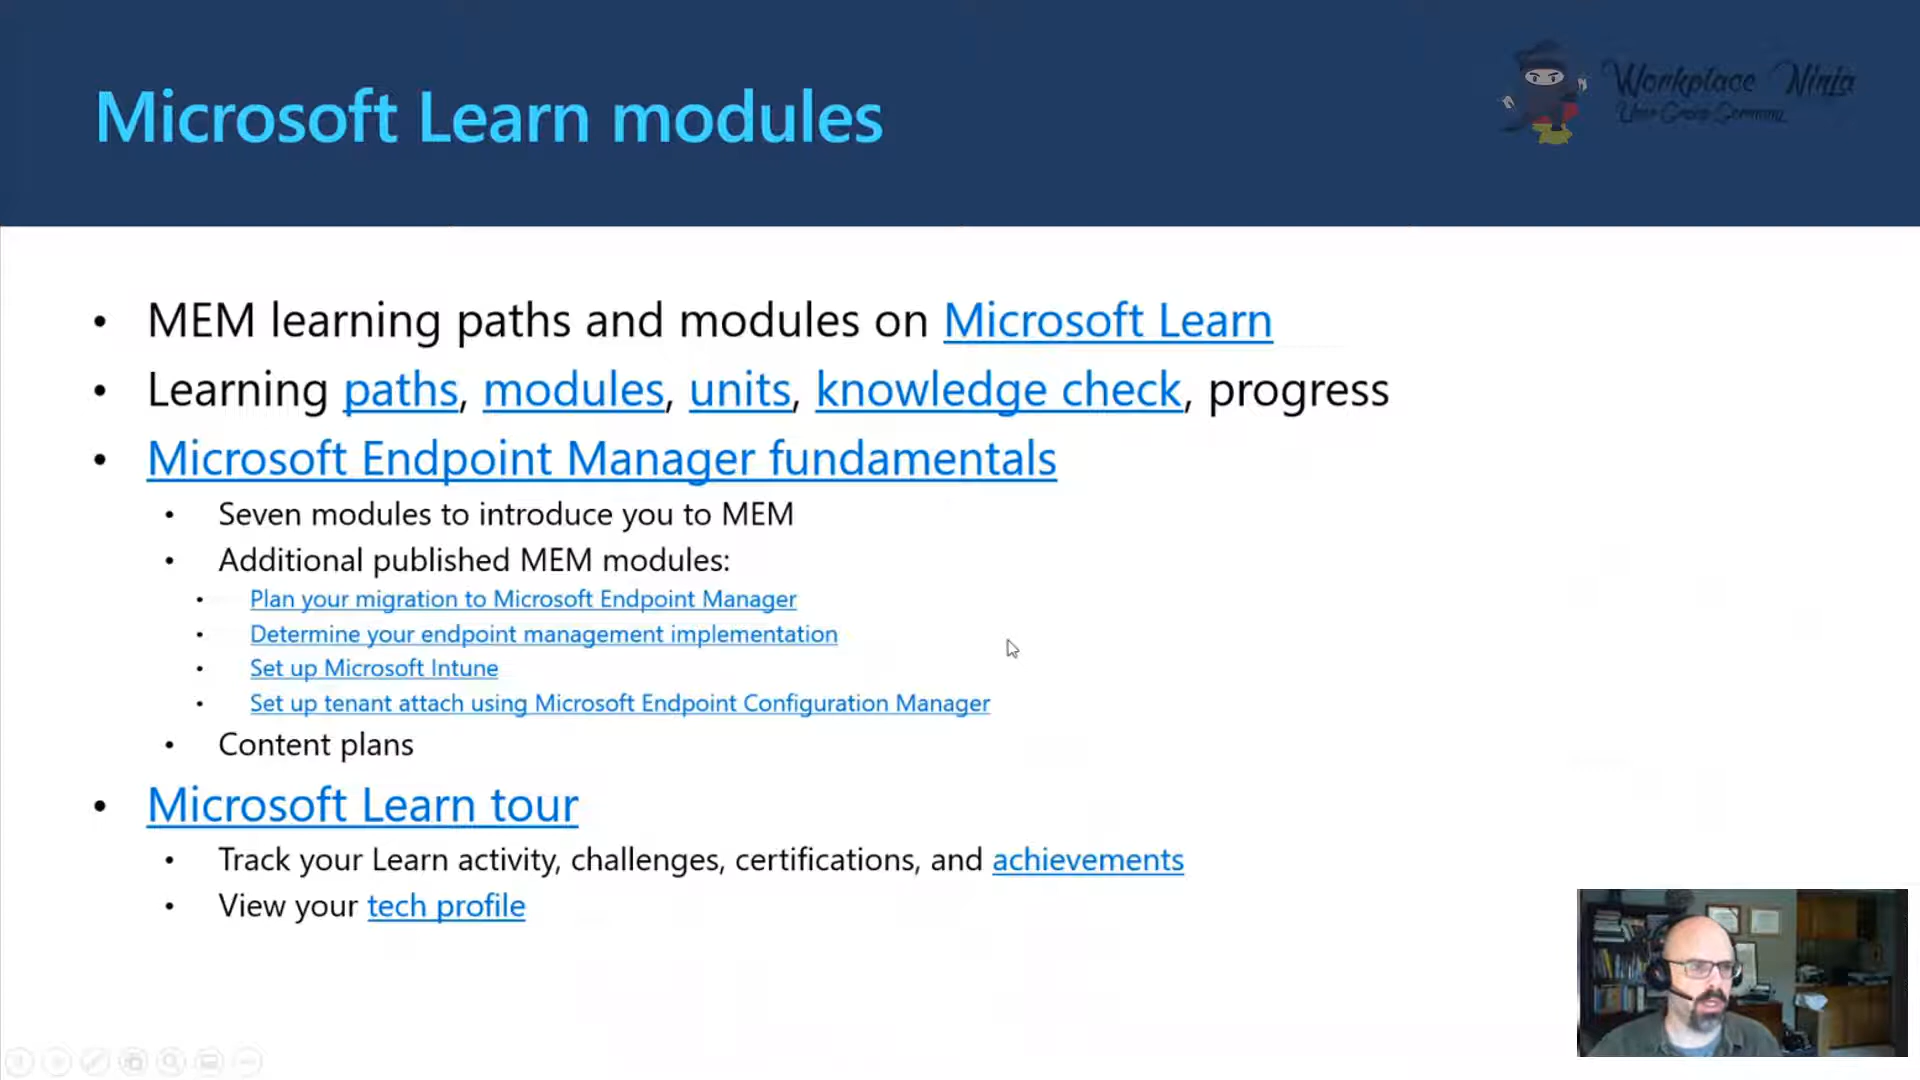 Microsoft Learn modules
Workplace Ninja
User Group Germany
• MEM learning paths and modules on Microsoft Learn
• Learning paths, modules, units, knowledge check, progress
• Microsoft Endpoint Manager fundamentals
• Seven modules to introduce you to MEM
• Additional published MEM modules:
• Plan your migration to Microsoft Endpoint Manager
• Determine your endpoint management implementation
• Set up Microsoft Intune
• Set up tenant attach using Microsoft Endpoint Configuration Manager
• Content plans
• Microsoft Learn tour
• Track your Learn activity, challenges, certifications, and achievements
• View your tech profile